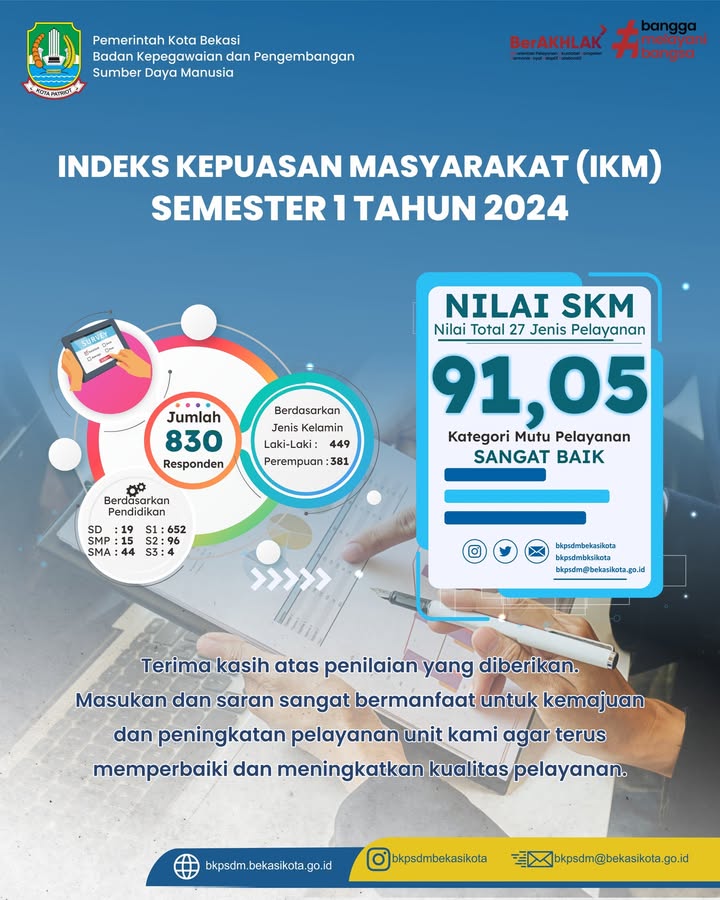 Pemerintah Kota Bekasi
Badan Kepegawaian dan Pengembangan
Sumber Daya Manusia
KOTA PATRIOT
BerAKHLAK
#bangga
melayani
bangsa
INDEKS KEPUASAN MASYARAKAT (IKM)
SEMESTER 1 TAHUN 2024
SURVEY
Jumlah
830
Responden
Berdasarkan
Jenis Kelamin
Laki-Laki : 449
Perempuan : 381
Berdasarkan
Pendidikan
SD : 19 S1 : 652
SMP : 15 S2 : 96
SMA : 44 S3 : 4
NILAI SKM
Nilai Total 27 Jenis Pelayanan
91,05
Kategori Mutu Pelayanan
SANGAT BAIK
bkpsdmbekasikota
bkpsdmbksikota
bkpsdm@bekasikota.go.id
Terima kasih atas penilaian yang diberikan.
Masukan dan saran sangat bermanfaat untuk kemajuan
dan peningkatan pelayanan unit kami agar terus
memperbaiki dan meningkatkan kualitas pelayanan.
bkpsdm.bekasikota.go.id
bkpsdmbekasikota
bkpsdm@bekasikota.go.id